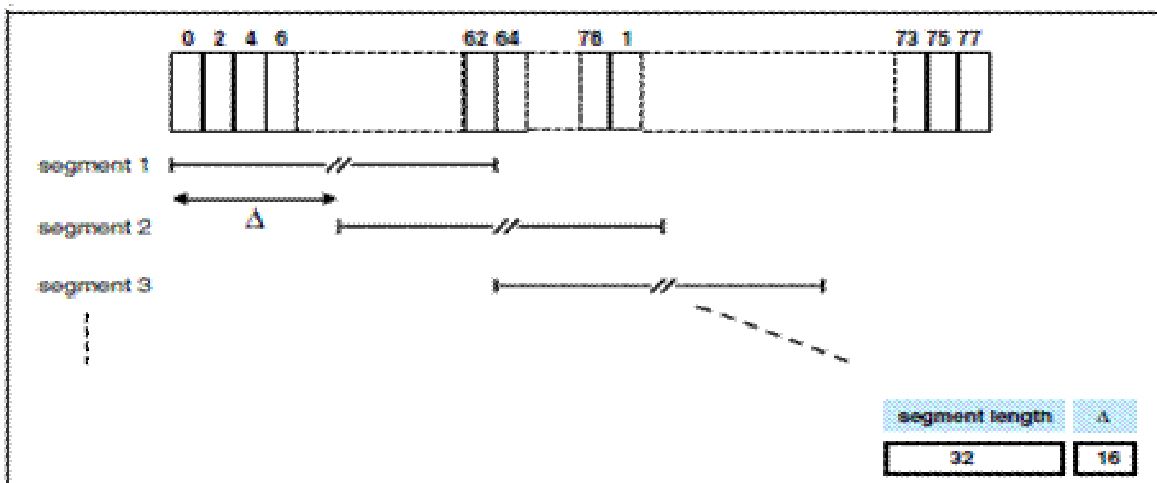 0 2 4 6 62 64 76 1 73 75 77
segment 1
Δ
segment 2
segment 3
segment length Δ
32 16